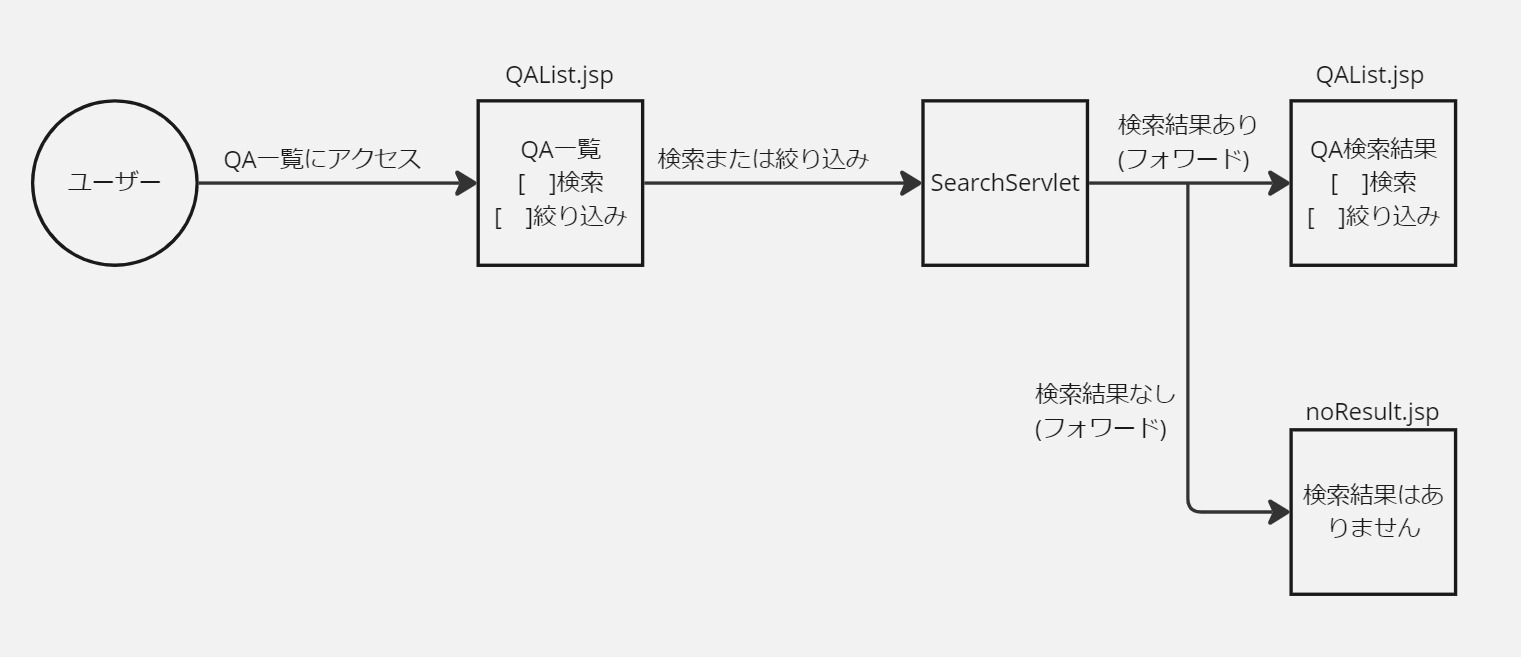 ユーザー
QA一覧にアクセス
QAList.jsp
QA一覧
[　]検索
[　]絞り込み
検索または絞り込み
SearchServlet
検索結果あり
(フォワード)
QAList.jsp
QA検索結果
[　]検索
[　]絞り込み
検索結果なし
(フォワード)
noResult.jsp
検索結果はあ
りません